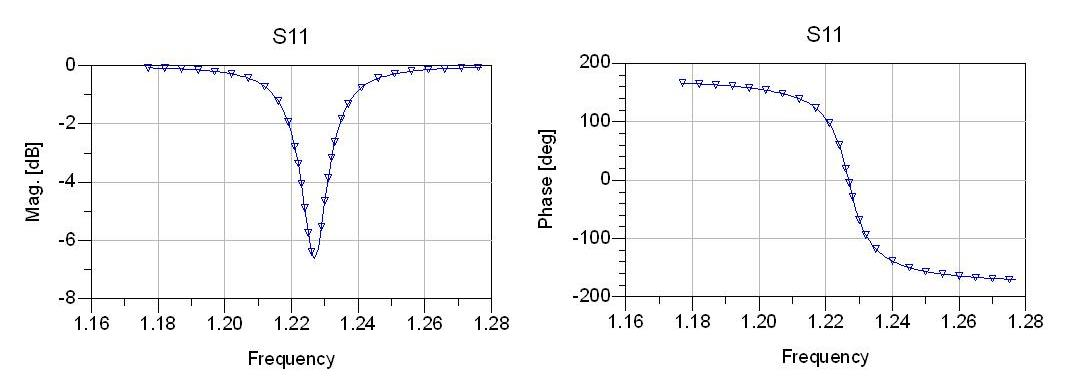 S11
0
-2
-4
-6
-8
Mag. [dB]
1.16 1.18 1.20 1.22 1.24 1.26 1.28
Frequency
S11
200
100
0
-100
-200
Phase [deg]
1.16 1.18 1.20 1.22 1.24 1.26 1.28
Frequency